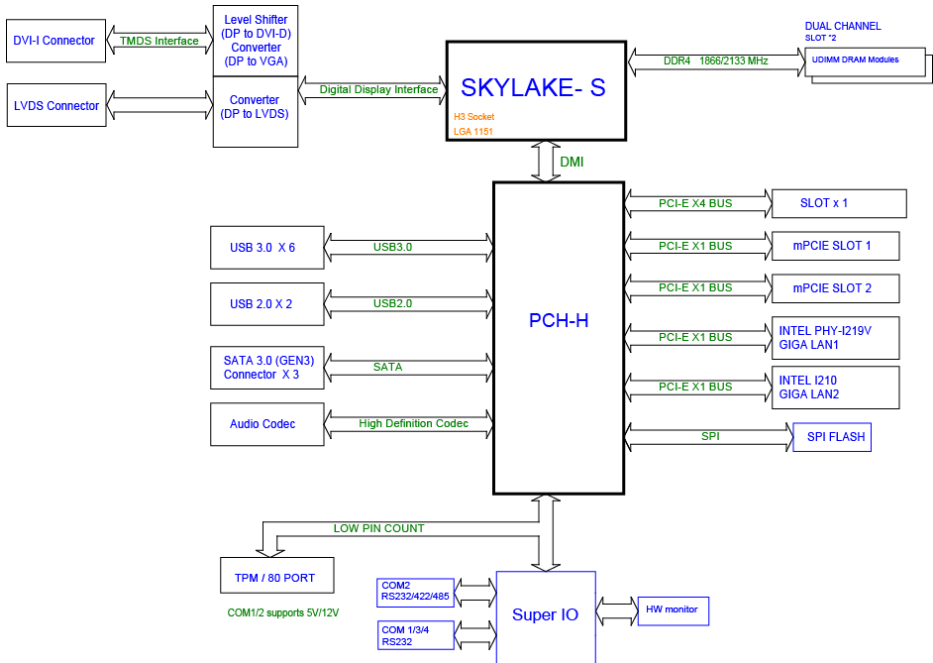 DVI-I Connector
TMDS Interface
Level Shifter
(DP to DVI-D)
Converter
(DP to VGA)
LVDS Connector
Converter
(DP to LVDS)
Digital Display Interface
SKYLAKE- S
H3 Socket
LGA 1151
DDR4 1866/2133 MHz
DUAL CHANNEL
SLOT *2
UDIMM DRAM Modules
DMI
PCH-H
USB 3.0 X 6
USB3.0
USB 2.0 X 2
USB2.0
SATA 3.0 (GEN3)
Connector X 3
SATA
Audio Codec
High Definition Codec
PCI-E X4 BUS
SLOT x 1
PCI-E X1 BUS
mPCIE SLOT 1
PCI-E X1 BUS
mPCIE SLOT 2
PCI-E X1 BUS
INTEL PHY-I219V
GIGA LAN1
PCI-E X1 BUS
INTEL I210
GIGA LAN2
SPI
SPI FLASH
LOW PIN COUNT
TPM / 80 PORT
COM1/2 supports 5V/12V
COM2
RS232/422/485
COM 1/3/4
RS232
Super IO
HW monitor